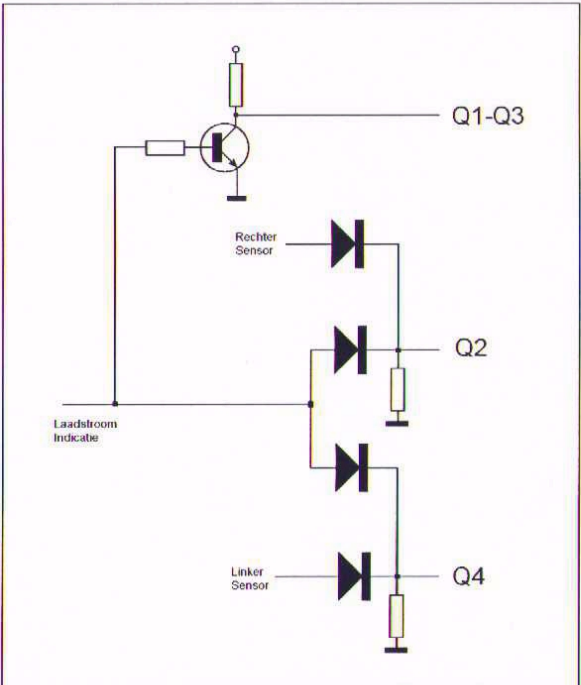 Q1-Q3
Rechter
Sensor
Q2
Laadstroom
Indicatie
Linker
Sensor
Q4